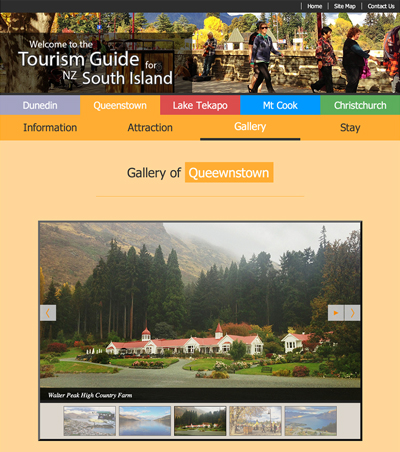 Home | Site Map | Contact Us
Welcome to the
Tourism Guide for
NZ South Island
Dunedin Queenstown Lake Tekapo Mt Cook Christchurch
Information Attraction Gallery Stay
Gallery of Queewnstown
Walter Peak High Country Farm